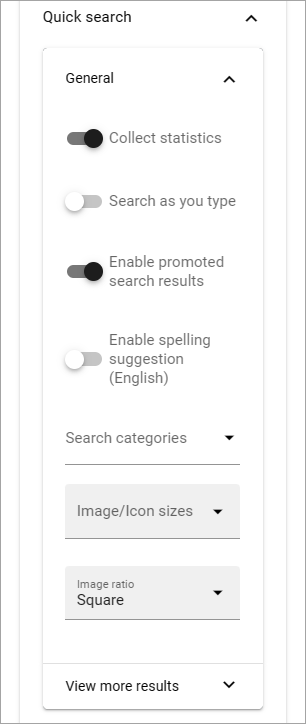 Quick search
General
Collect statistics
Search as you type
Enable promoted
search results
Enable spelling
suggestion
(English)
Search categories
Image/Icon sizes
Image ratio
Square
View more results